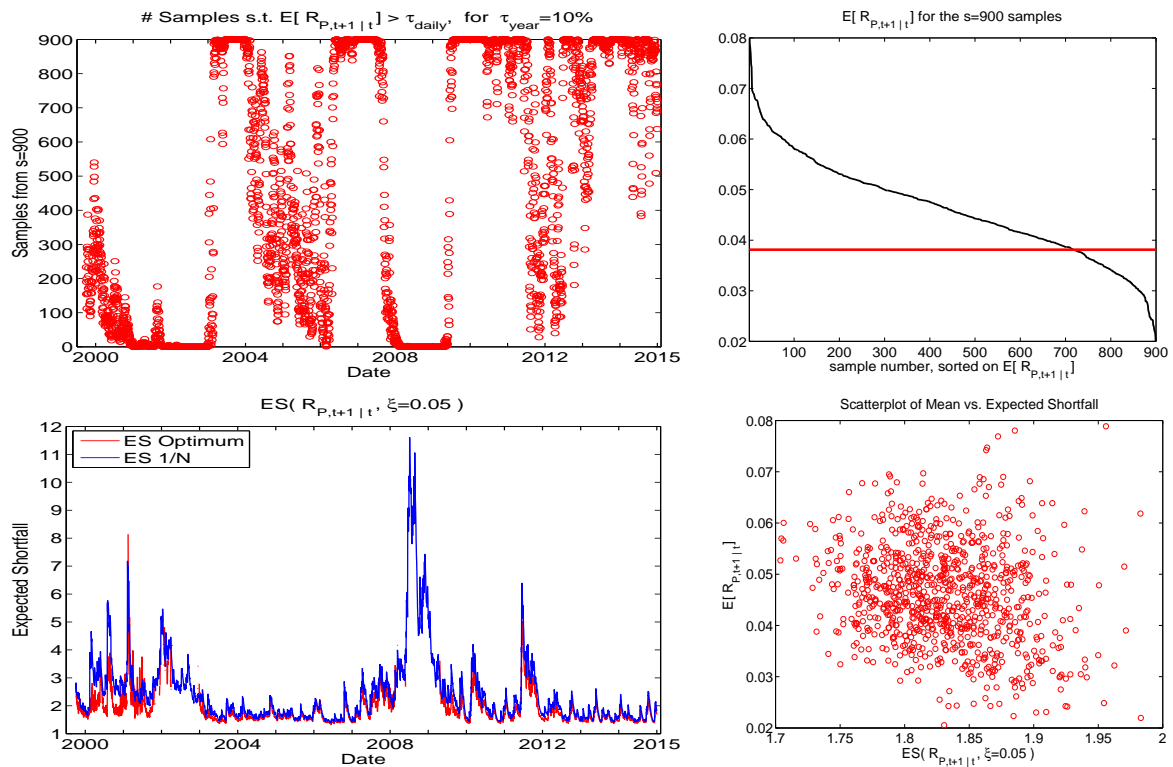 # Samples s.t. E[ R_{P,t+1 | t} ] > τ_{daily}, for τ_{year}=10%
Samples from s=900
900
800
700
600
500
400
300
200
100
0
2000 2004 2008 2012 2015
Date
E[ R_{P,t+1 | t} ] for the s=900 samples
0.08
0.07
0.06
0.05
0.04
0.03
0.02
100 200 300 400 500 600 700 800 900
sample number, sorted on E[ R_{P,t+1 | t} ]
ES( R_{P,t+1 | t}, ξ=0.05 )
Expected Shortfall
12
11
10
9
8
7
6
5
4
3
2
1
ES Optimum
ES 1/N
2000 2004 2008 2012 2015
Date
Scatterplot of Mean vs. Expected Shortfall
E[ R_{P,t+1 | t} ]
0.08
0.07
0.06
0.05
0.04
0.03
0.02
1.7 1.75 1.8 1.85 1.9 1.95 2
ES( R_{P,t+1 | t}, ξ=0.05 )